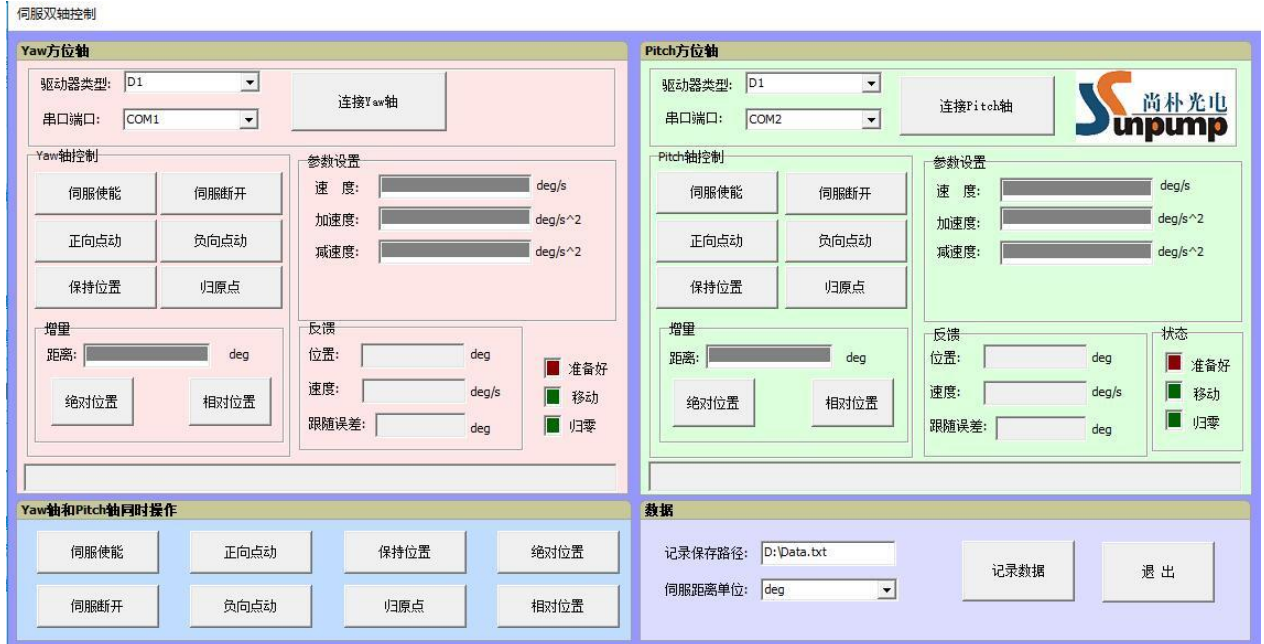 伺服双轴控制
Yaw方位轴
驱动器类型: D1
串口端口: COM1
连接Yaw轴
Yaw轴控制
伺服使能 伺服断开
正向点动 负向点动
保持位置 归原点
参数设置
速 度: deg/s
加速度: deg/s^2
减速度: deg/s^2
增量
距离: deg
绝对位置 相对位置
反馈
位置: deg
速度: deg/s
跟随误差: deg
准备好
移动
归零
Pitch方位轴
驱动器类型: D1
串口端口: COM2
连接Pitch轴
尚朴光电
Sunpump
Pitch轴控制
伺服使能 伺服断开
正向点动 负向点动
保持位置 归原点
参数设置
速 度: deg/s
加速度: deg/s^2
减速度: deg/s^2
增量
距离: deg
绝对位置 相对位置
反馈
位置: deg
速度: deg/s
跟随误差: deg
状态
准备好
移动
归零
Yaw轴和Pitch轴同时操作
伺服使能 正向点动 保持位置 绝对位置
伺服断开 负向点动 归原点 相对位置
数据
记录保存路径: D:\Data.txt
伺服距离单位: deg
记录数据 退 出